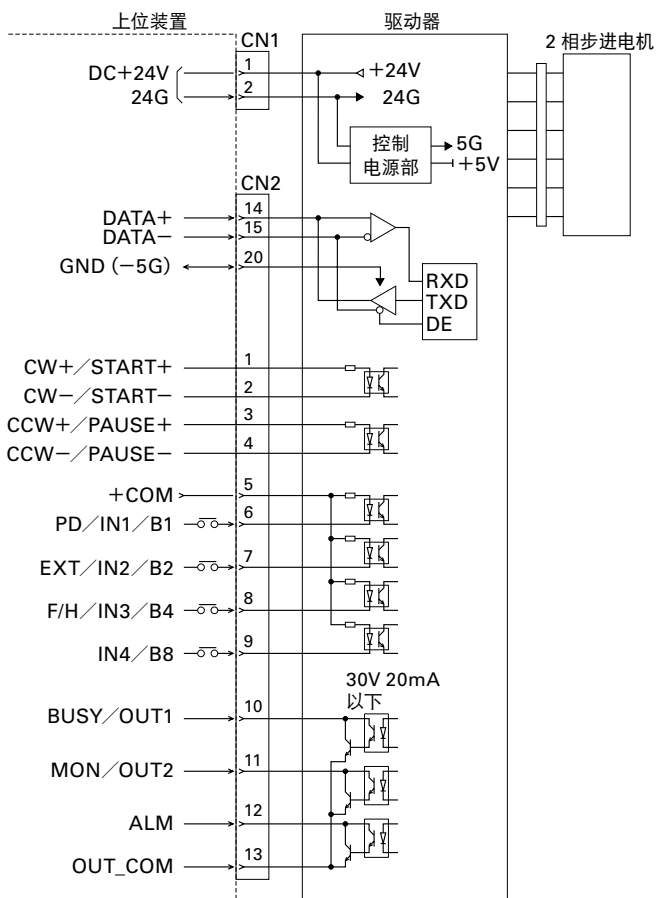 上位装置
驱动器
CN1
2 相步进电机
DC+24V
1
+24V
24G
2
24G
控制
电源部
5G
+5V
CN2
DATA+
14
DATA−
15
GND (−5G)
20
RXD
TXD
DE
CW+/START+
1
CW−/START−
2
CCW+/PAUSE+
3
CCW−/PAUSE−
4
+COM
5
PD/IN1/B1
6
EXT/IN2/B2
7
F/H/IN3/B4
8
IN4/B8
9
30V 20mA
以下
BUSY/OUT1
10
MON/OUT2
11
ALM
12
OUT_COM
13